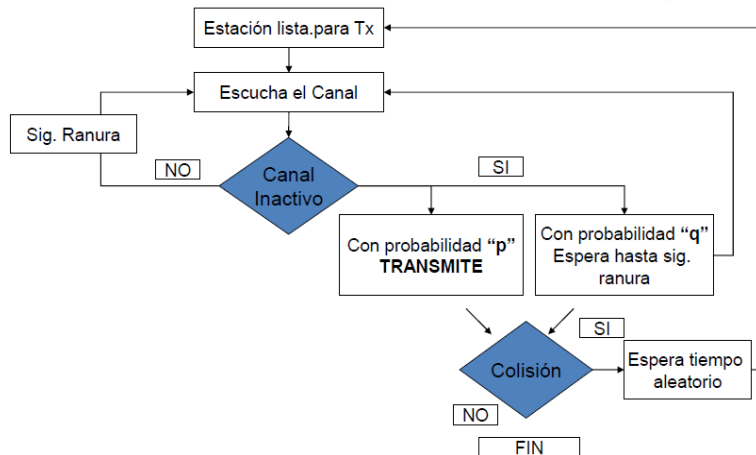 Estación lista.para Tx
Escucha el Canal
Sig. Ranura
NO
Canal
Inactivo
SI
Con probabilidad “p”
TRANSMITE
Con probabilidad “q”
Espera hasta sig.
ranura
SI
Colisión
Espera tiempo
aleatorio
NO
FIN